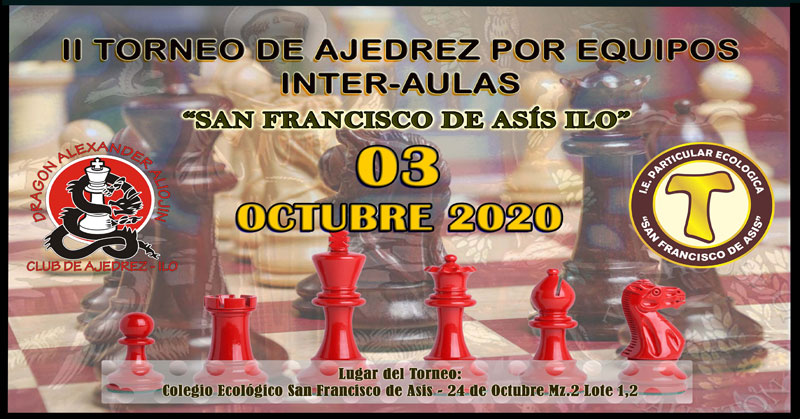 II TORNEO DE AJEDREZ POR EQUIPOS
INTER-AULAS
“SAN FRANCISCO DE ASÍS ILO”
03
OCTUBRE 2020
DRAGON ALEXANDER ALIOJIN
CLUB DE AJEDREZ - ILO
I.E. PARTICULAR ECOLOGICA
T
"SAN FRANCISCO DE ASIS"
Lugar del Torneo:
Colegio Ecológico San Francisco de Asis - 24 de Octubre Mz.2 Lote 1,2